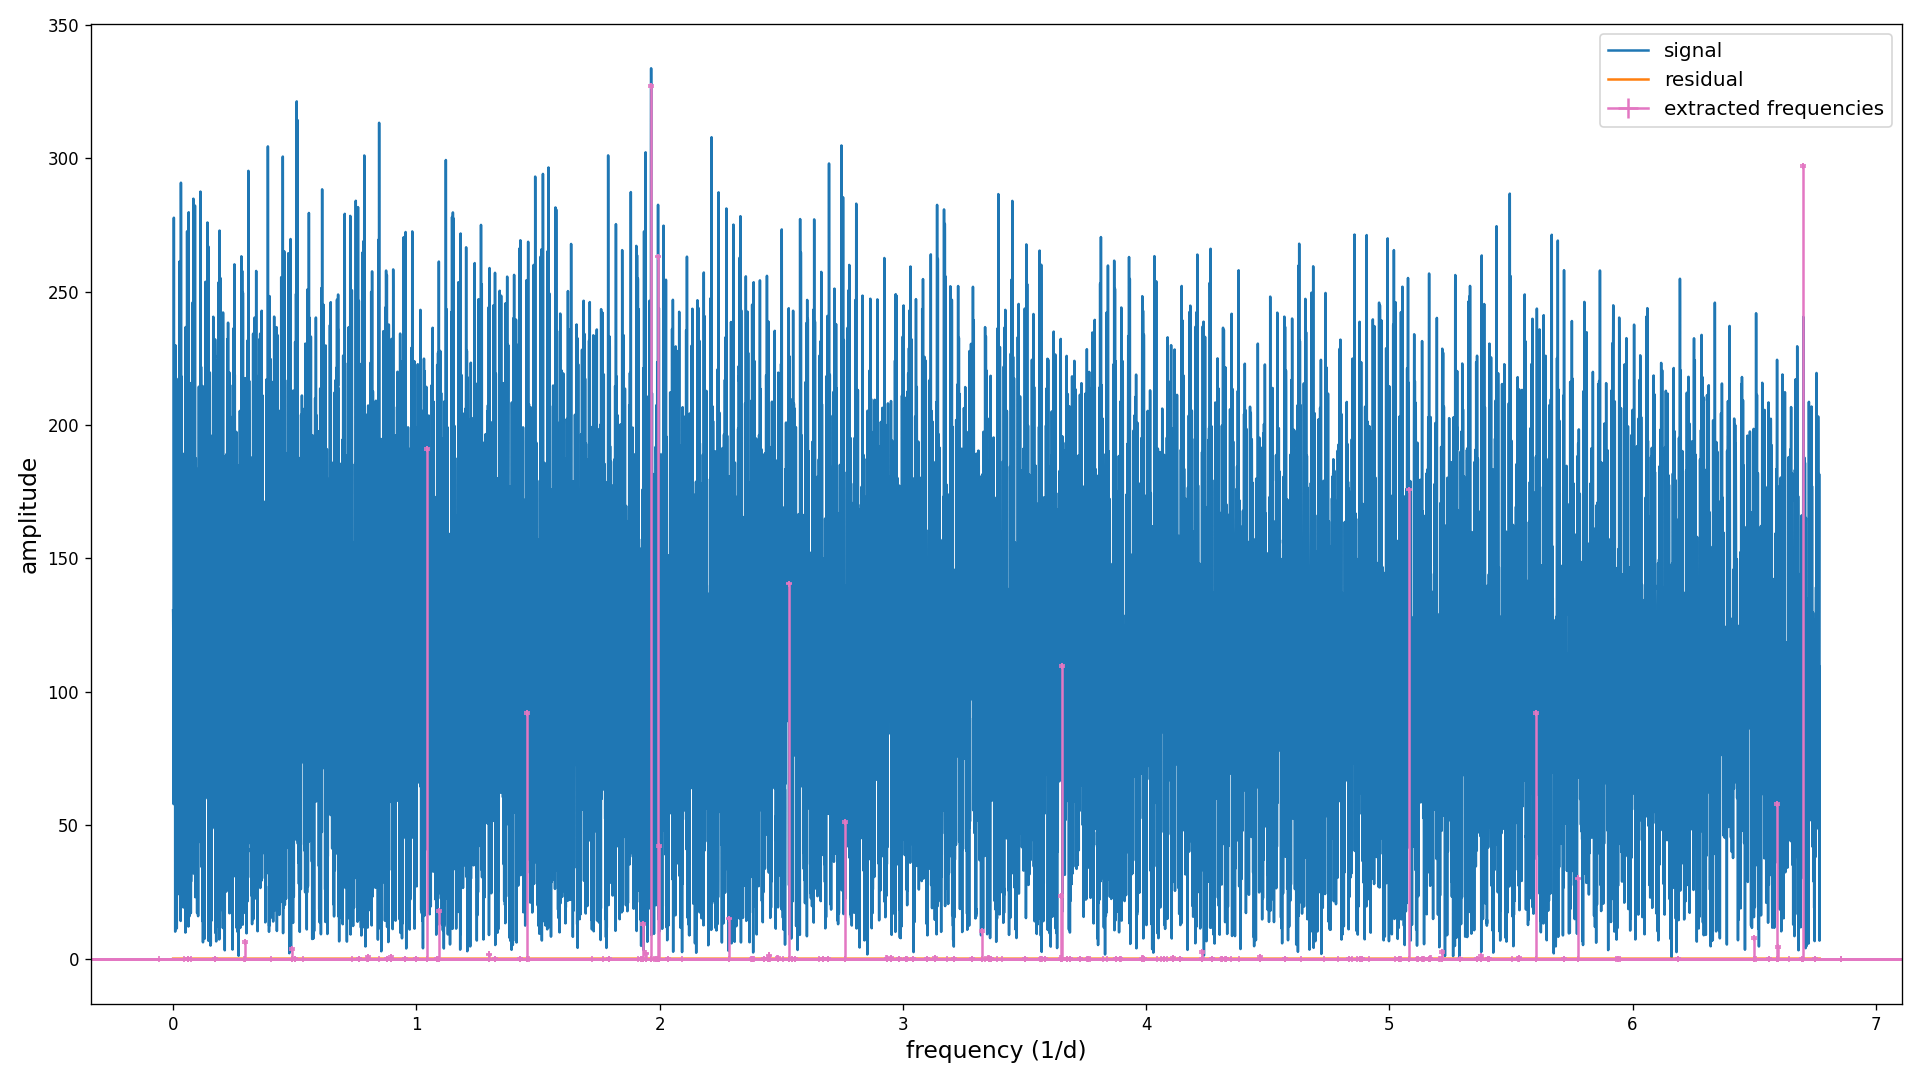 350
300
250
200
150
100
50
0
amplitude
signal
residual
extracted frequencies
0 1 2 3 4 5 6 7
frequency (1/d)